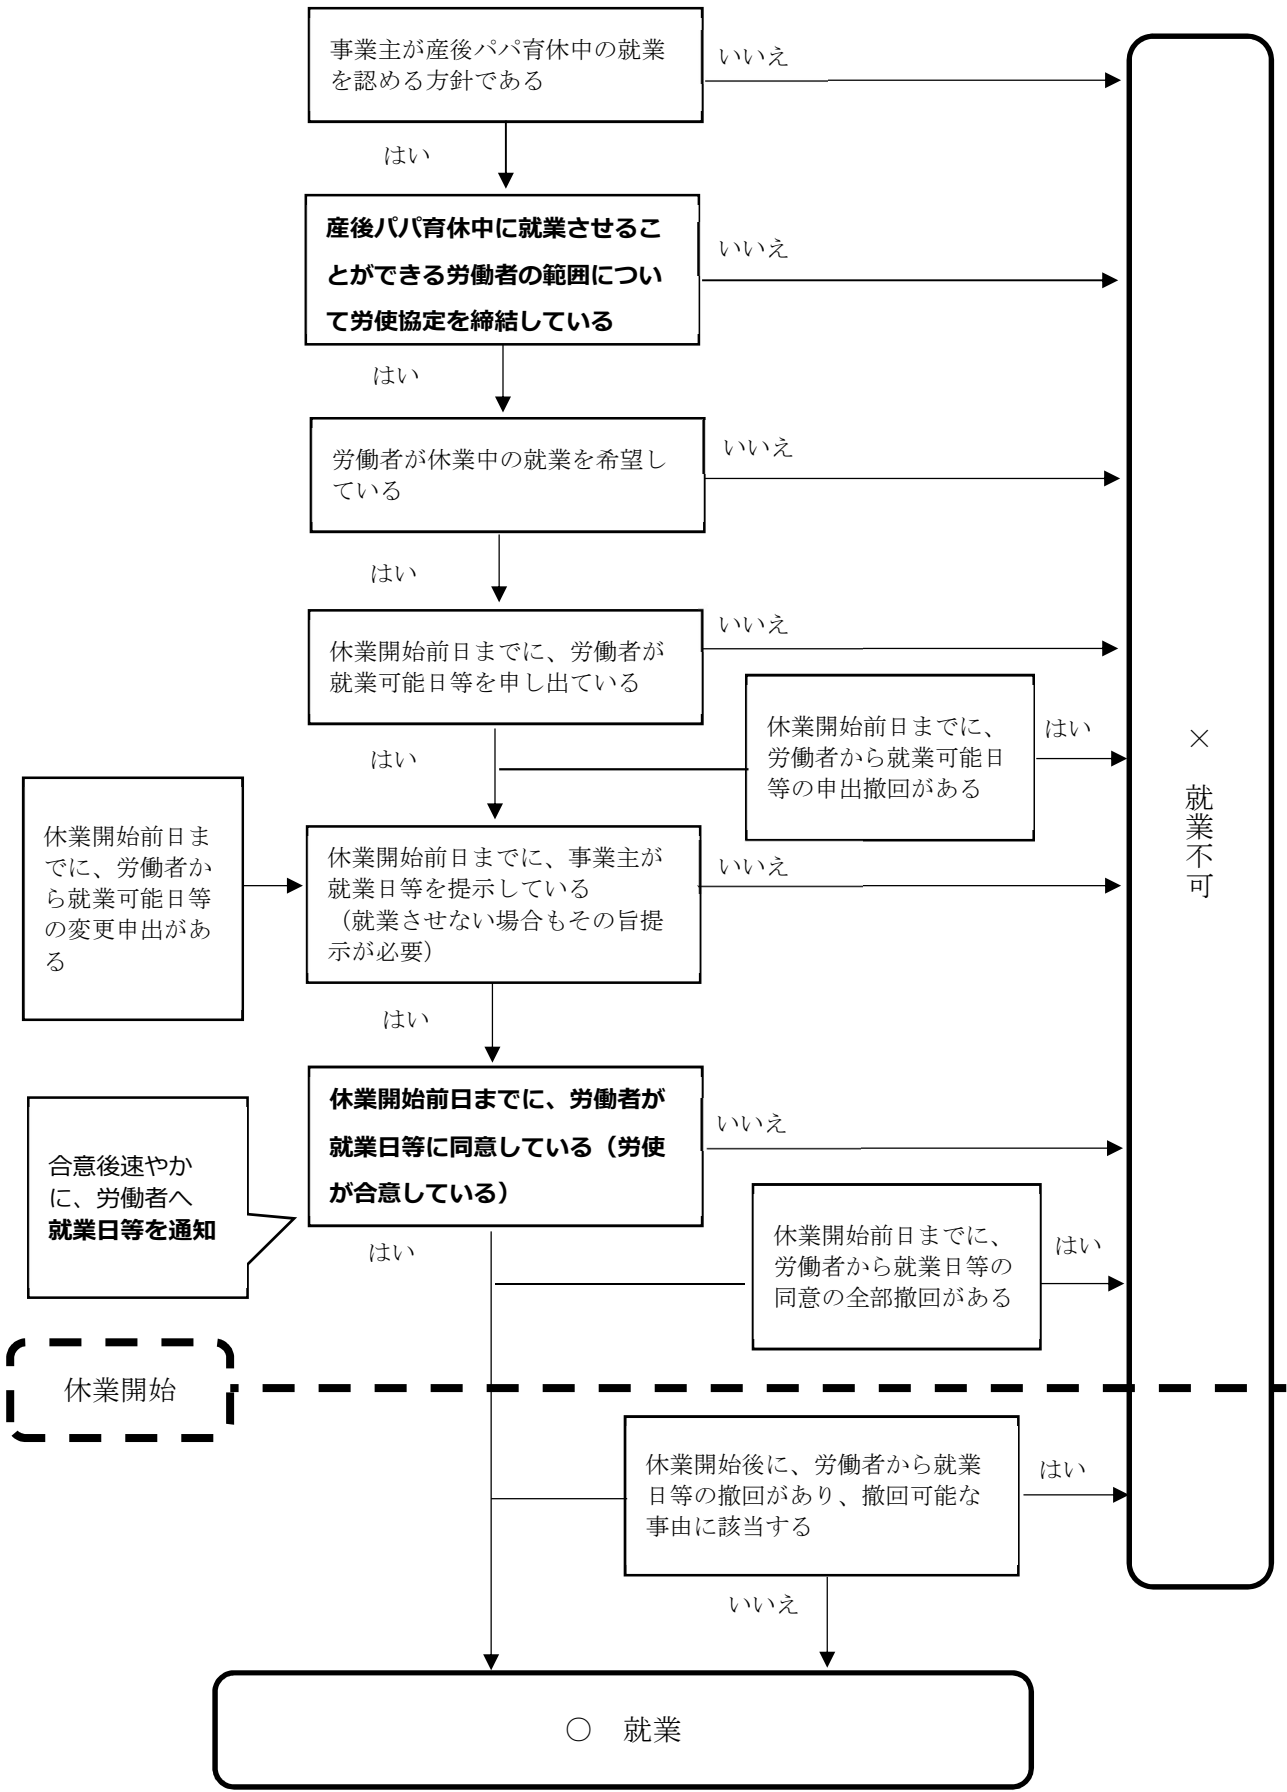 事業主が産後パパ育休中の就業
を認める方針である
いいえ
はい
産後パパ育休中に就業させるこ
とができる労働者の範囲につい
て労使協定を締結している
いいえ
はい
労働者が休業中の就業を希望し
ている
いいえ
はい
休業開始前日までに、労働者が
就業可能日等を申し出ている
いいえ
はい
休業開始前日までに、
労働者から就業可能日
等の申出撤回がある
はい
× 就業不可
休業開始前日ま
でに、労働者か
ら就業可能日等
の変更申出があ
る
休業開始前日までに、事業主が
就業日等を提示している
（就業させない場合もその旨提
示が必要）
いいえ
はい
休業開始前日までに、労働者が
就業日等に同意している（労使
が合意している）
いいえ
はい
合意後速やか
に、労働者へ
就業日等を通知
休業開始前日までに、
労働者から就業日等の
同意の全部撤回がある
はい
休業開始
休業開始後に、労働者から就業
日等の撤回があり、撤回可能な
事由に該当する
はい
いいえ
○ 就業